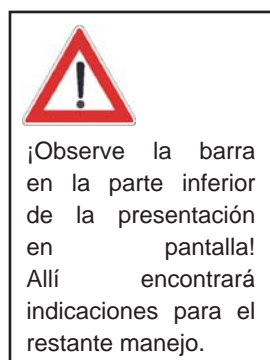 ¡Observe la barra
en la parte inferior
de la presentación
en pantalla!
Allí encontrará
indicaciones para el
restante manejo.